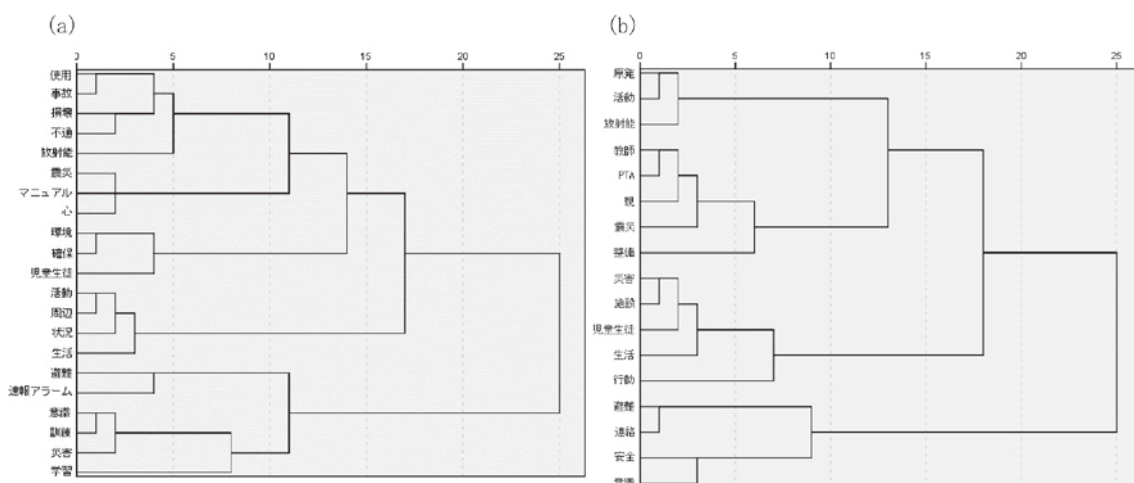 (a)
0 5 10 15 20 25
使用
事故
損壊
不通
放射能
震災
マニュアル
心
環境
確保
児童生徒
活動
周辺
状況
生活
避難
速報アラーム
意識
訓練
災害
学習
(b)
0 5 10 15 20 25
原発
活動
放射能
教師
PTA
親
震災
整備
災害
施設
児童生徒
生活
行動
避難
連絡
安全